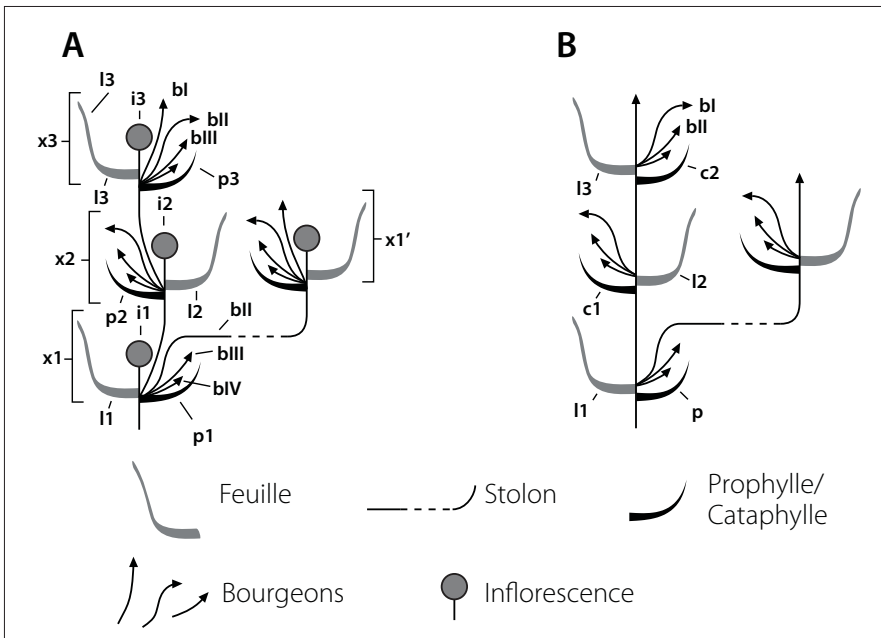 A
B
l3
i3
bI
bII
bIII
x3
l3
p3
i2
x2
p2
l2
x1'
i1
bII
x1
bIII
bIV
l1
p1
bI
bII
l3
c2
c1
l2
l1
p
Feuille
Stolon
Prophylle/
Cataphylle
Bourgeons
Inflorescence